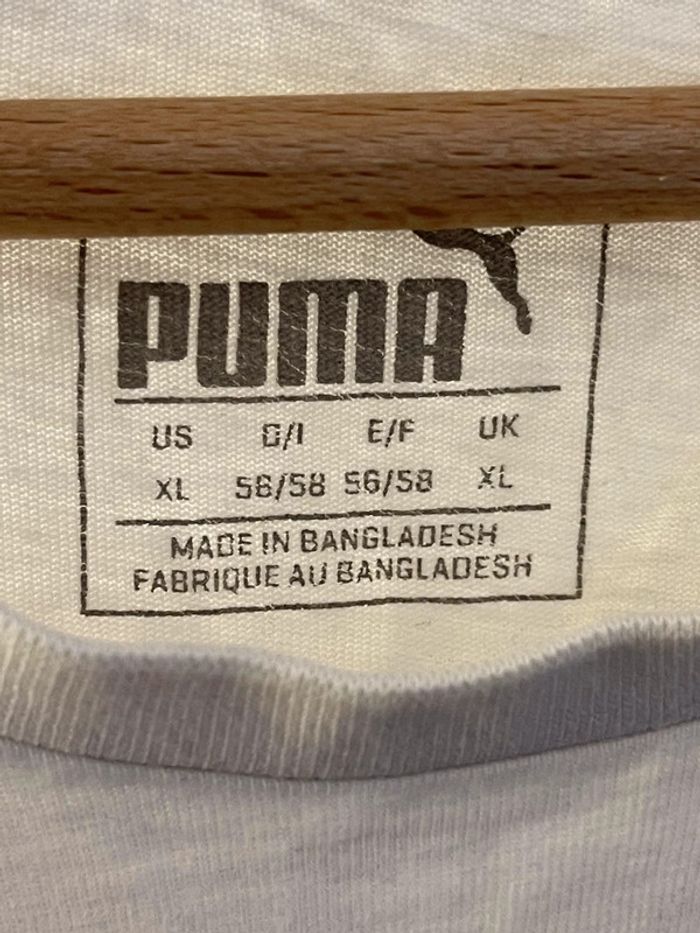 PUMA
US D/I E/F UK
XL 56/58 56/58 XL
MADE IN BANGLADESH
FABRIQUE AU BANGLADESH